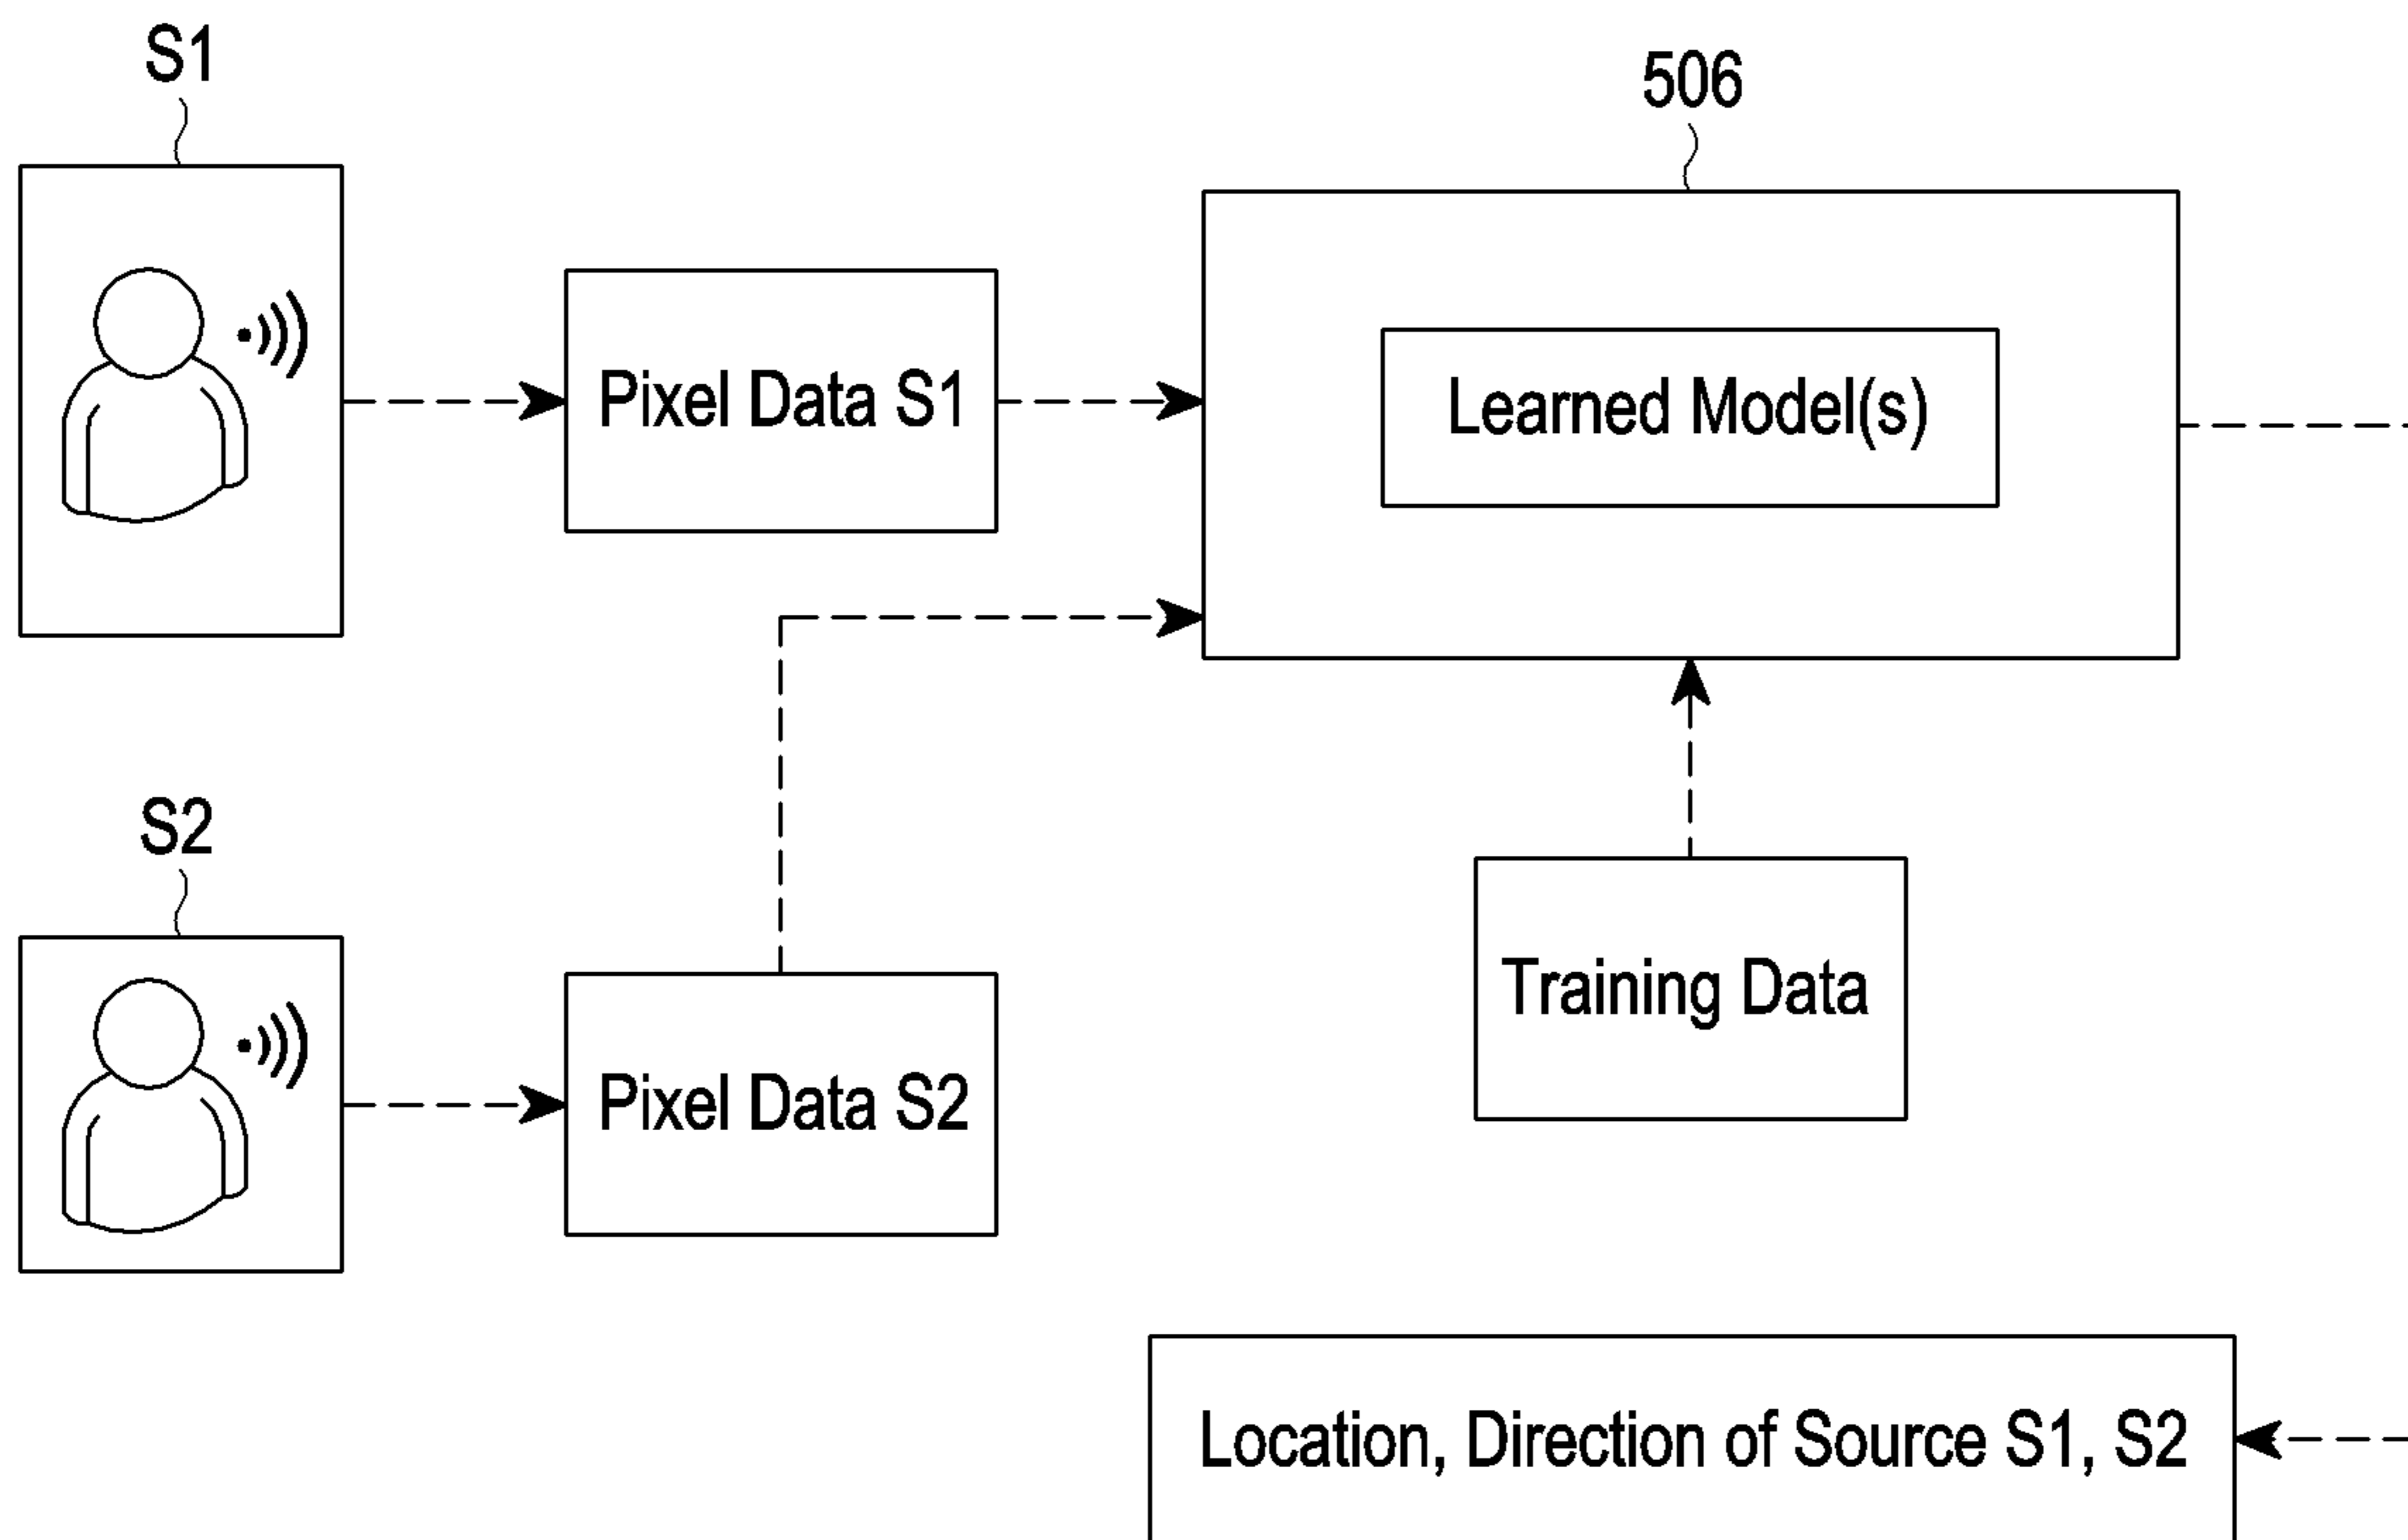 S1
506
Pixel Data S1
Learned Model(s)
S2
Training Data
Pixel Data S2
Location, Direction of Source S1, S2